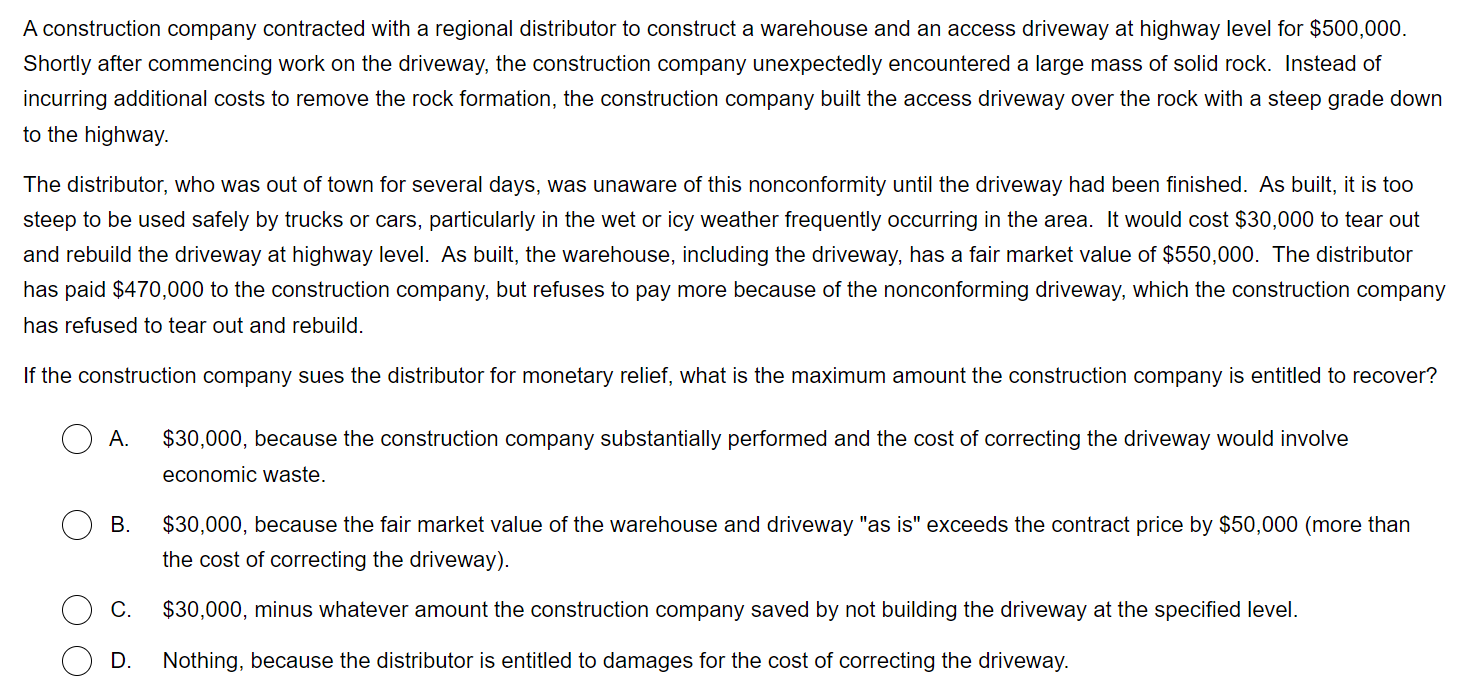 A construction company contracted with a regional distributor to construct a warehouse and an access driveway at highway level for $500,000.
Shortly after commencing work on the driveway, the construction company unexpectedly encountered a large mass of solid rock.  Instead of
incurring additional costs to remove the rock formation, the construction company built the access driveway over the rock with a steep grade down
to the highway.
The distributor, who was out of town for several days, was unaware of this nonconformity until the driveway had been finished.  As built, it is too
steep to be used safely by trucks or cars, particularly in the wet or icy weather frequently occurring in the area.  It would cost $30,000 to tear out
and rebuild the driveway at highway level.  As built, the warehouse, including the driveway, has a fair market value of $550,000.  The distributor
has paid $470,000 to the construction company, but refuses to pay more because of the nonconforming driveway, which the construction company
has refused to tear out and rebuild.
If the construction company sues the distributor for monetary relief, what is the maximum amount the construction company is entitled to recover?
A. $30,000, because the construction company substantially performed and the cost of correcting the driveway would involve
economic waste.
B. $30,000, because the fair market value of the warehouse and driveway "as is" exceeds the contract price by $50,000 (more than
the cost of correcting the driveway).
C. $30,000, minus whatever amount the construction company saved by not building the driveway at the specified level.
D. Nothing, because the distributor is entitled to damages for the cost of correcting the driveway.